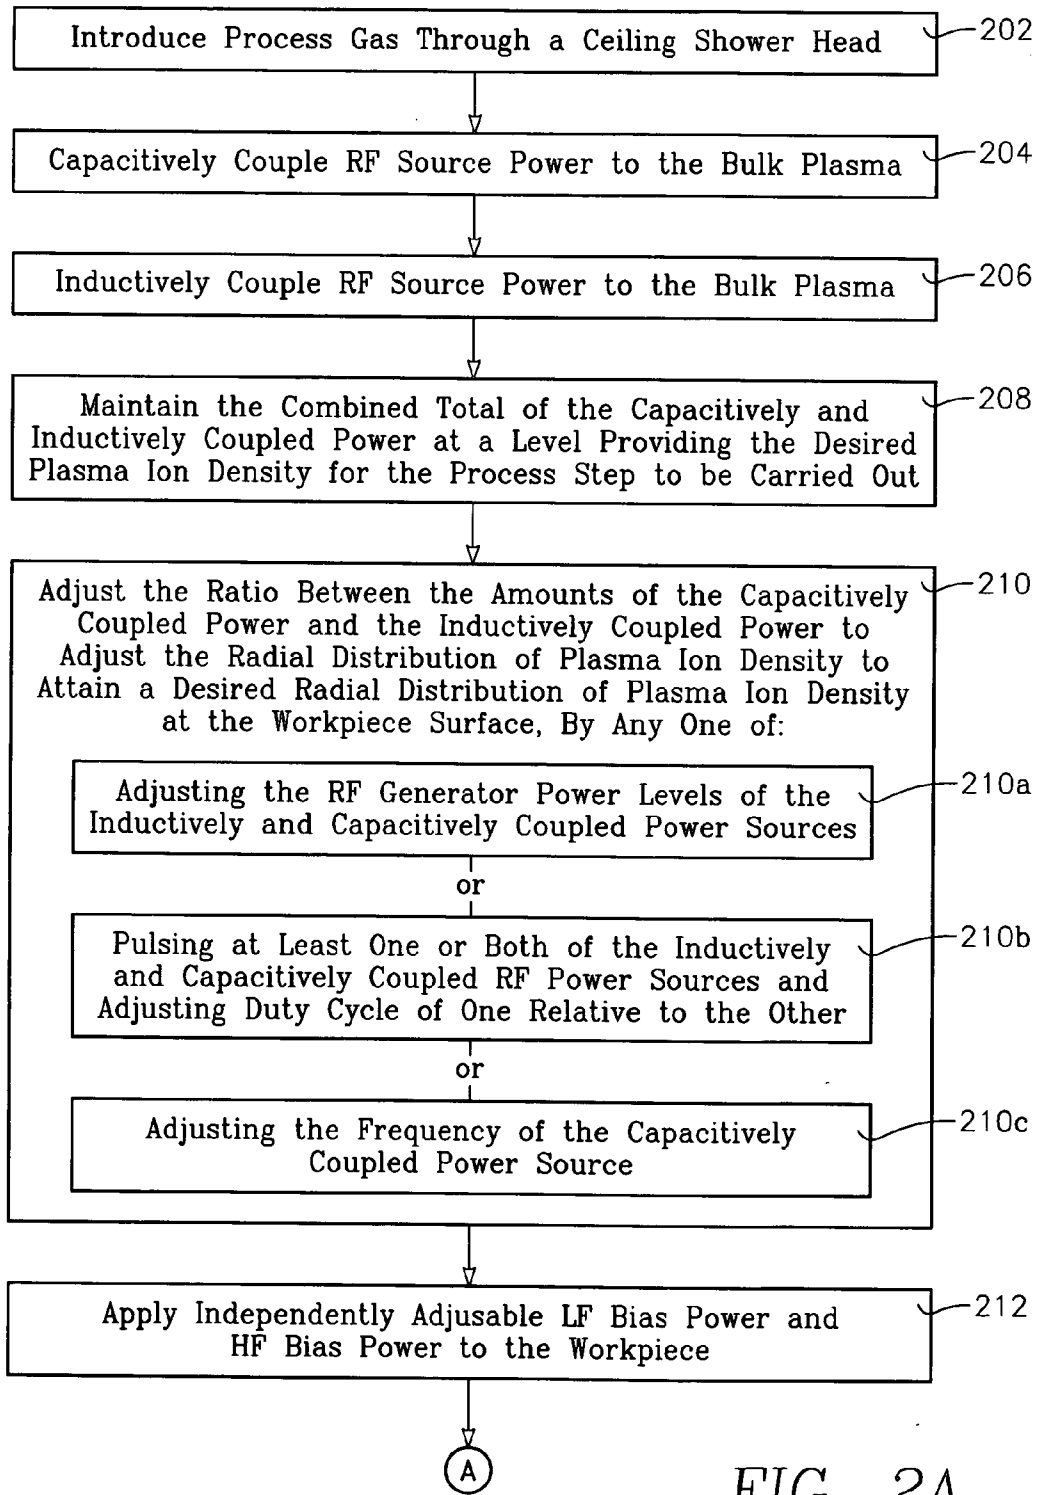 Introduce Process Gas Through a Ceiling Shower Head
202
Capacitively Couple RF Source Power to the Bulk Plasma
204
Inductively Couple RF Source Power to the Bulk Plasma
206
Maintain the Combined Total of the Capacitively and
Inductively Coupled Power at a Level Providing the Desired
Plasma Ion Density for the Process Step to be Carried Out
208
Adjust the Ratio Between the Amounts of the Capacitively
Coupled Power and the Inductively Coupled Power to
Adjust the Radial Distribution of Plasma Ion Density to
Attain a Desired Radial Distribution of Plasma Ion Density
at the Workpiece Surface, By Any One of:
210
Adjusting the RF Generator Power Levels of the
Inductively and Capacitively Coupled Power Sources
210a
or
Pulsing at Least One or Both of the Inductively
and Capacitively Coupled RF Power Sources and
Adjusting Duty Cycle of One Relative to the Other
210b
or
Adjusting the Frequency of the Capacitively
Coupled Power Source
210c
Apply Independently Adjusable LF Bias Power and
HF Bias Power to the Workpiece
212
A
FIG. 2A